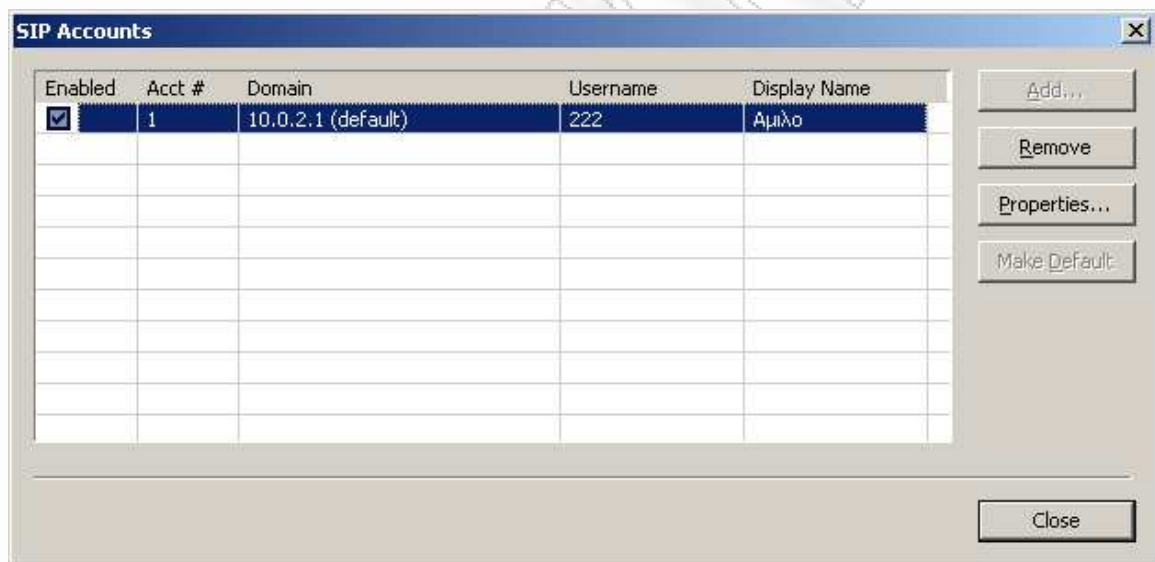 SIP Accounts
Enabled Acct # Domain Username Display Name
1 10.0.2.1 (default) 222 Αμιλο
Add...
Remove
Properties...
Make Default
Close